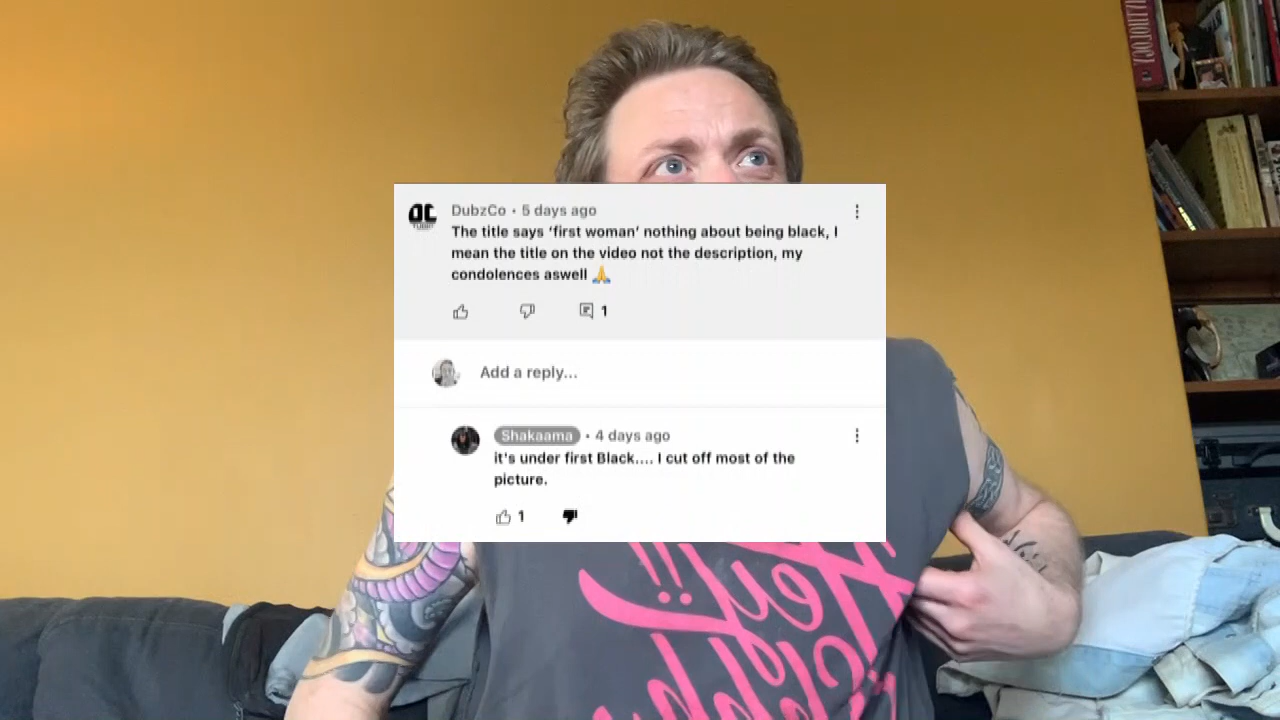 DubzCo • 5 days ago
The title says ‘first woman’ nothing about being black, I
mean the title on the video not the description, my
condolences aswell 🙏
1
Add a reply...
Shakaama • 4 days ago
it's under first Black.... I cut off most of the
picture.
1